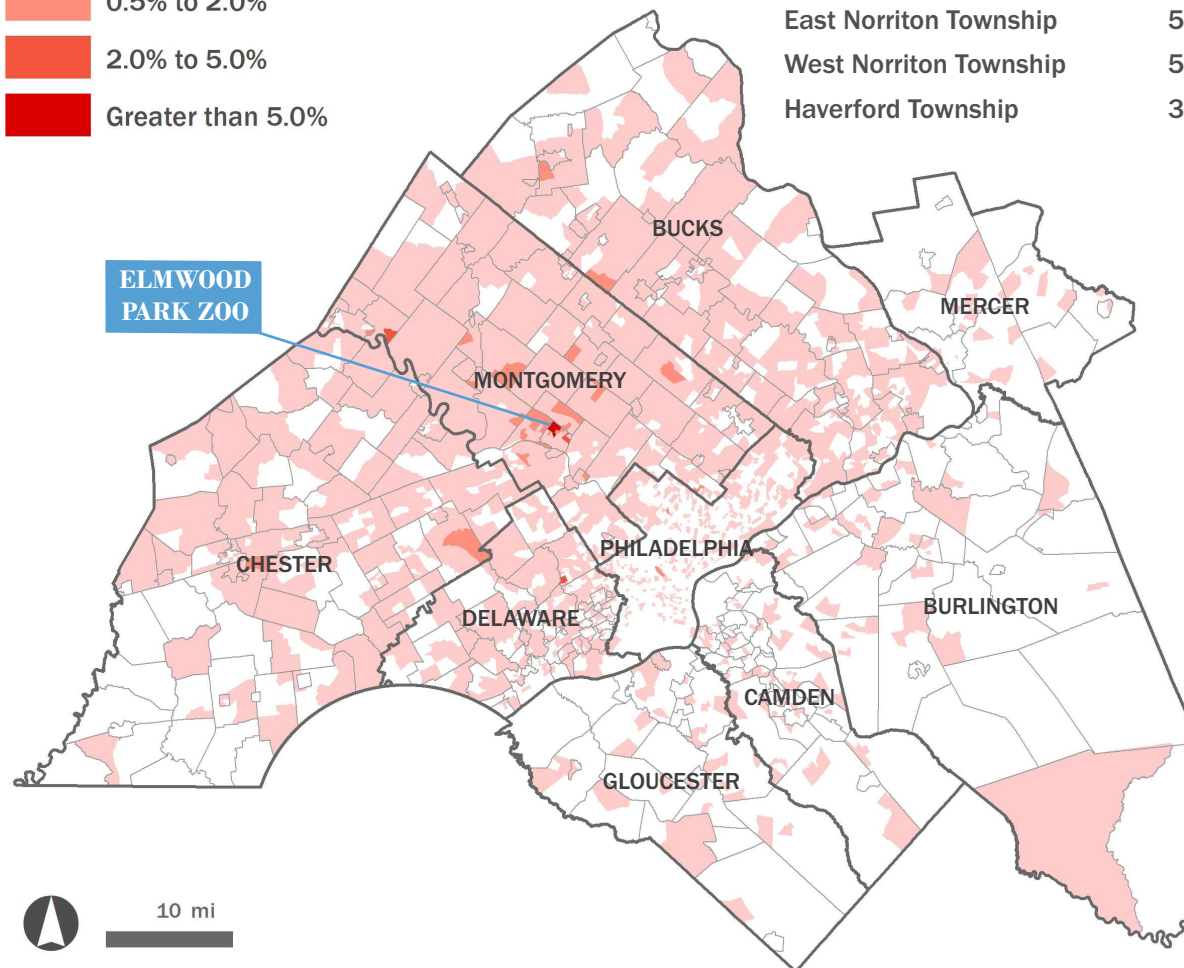 0.5% to 2.0%
2.0% to 5.0%
Greater than 5.0%
East Norriton Township 5
West Norriton Township 5
Haverford Township 3
BUCKS
ELMWOOD
PARK ZOO
MERCER
MONTGOMERY
PHILADELPHIA
CHESTER
DELAWARE
BURLINGTON
CAMDEN
GLOUCESTER
10 mi